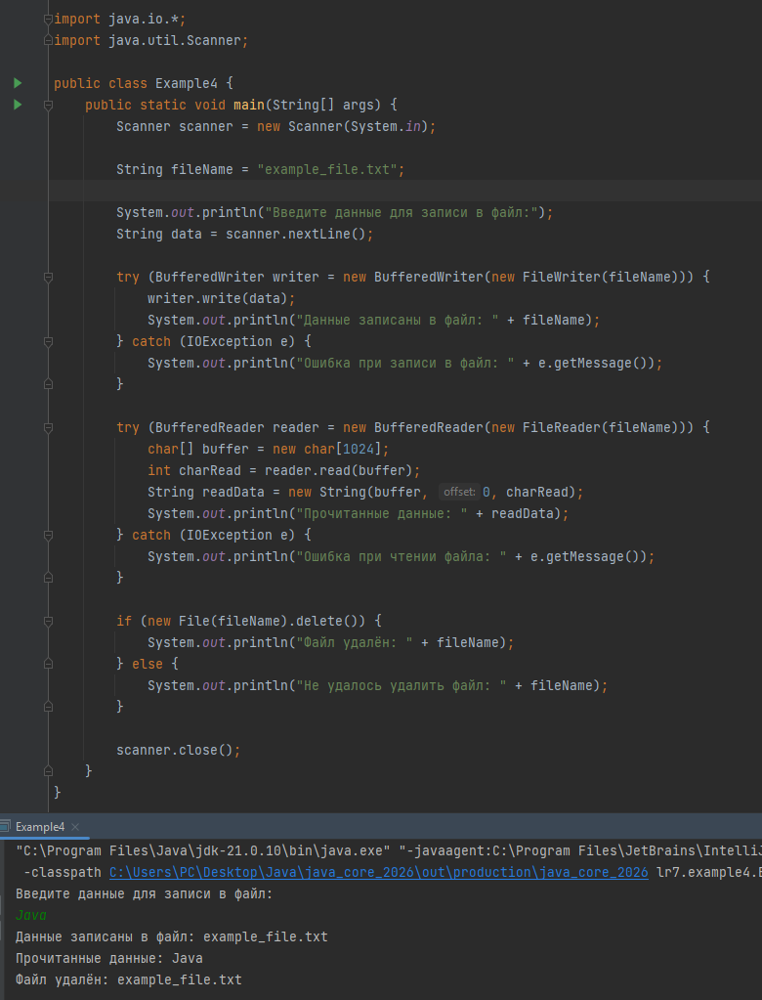 import java.io.*;
import java.util.Scanner;
public class Example4 {
public static void main(String[] args) {
Scanner scanner = new Scanner(System.in);
String fileName = "example_file.txt";
System.out.println("Введите данные для записи в файл:");
String data = scanner.nextLine();
try (BufferedWriter writer = new BufferedWriter(new FileWriter(fileName))) {
writer.write(data);
System.out.println("Данные записаны в файл: " + fileName);
} catch (IOException e) {
System.out.println("Ошибка при записи в файл: " + e.getMessage());
}
try (BufferedReader reader = new BufferedReader(new FileReader(fileName))) {
char[] buffer = new char[1024];
int charRead = reader.read(buffer);
String readData = new String(buffer, offset: 0, charRead);
System.out.println("Прочитанные данные: " + readData);
} catch (IOException e) {
System.out.println("Ошибка при чтении файла: " + e.getMessage());
}
if (new File(fileName).delete()) {
System.out.println("Файл удалён: " + fileName);
} else {
System.out.println("Не удалось удалить файл: " + fileName);
}
scanner.close();
}
}
Example4
"C:\Program Files\Java\jdk-21.0.10\bin\java.exe" "-javaagent:C:\Program Files\JetBrains\IntelliJ
-classpath C:\Users\PC\Desktop\Java\java_core_2026\out\production\java_core_2026 lr7.example4.E
Введите данные для записи в файл:
Java
Данные записаны в файл: example_file.txt
Прочитанные данные: Java
Файл удалён: example_file.txt